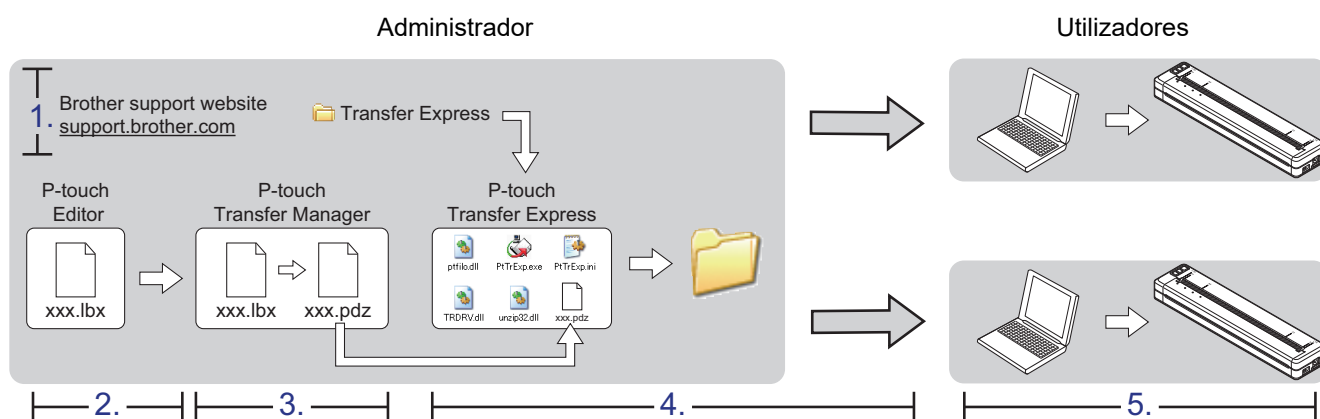 Administrador
Utilizadores
1.
Brother support website
support.brother.com
Transfer Express
P-touch
Editor
xxx.lbx
P-touch
Transfer Manager
xxx.lbx
xxx.pdz
P-touch
Transfer Express
ptfilo.dll
PtTrExp.exe
PtTrExp.ini
TRDRV.dll
unzip32.dll
xxx.pdz
2.
3.
4.
5.